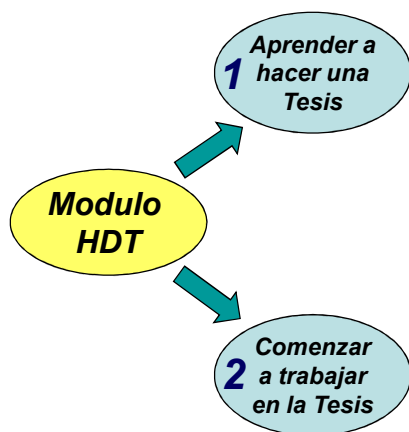 1 Aprender a
hacer una
Tesis
Modulo
HDT
2 Comenzar
a trabajar
en la Tesis